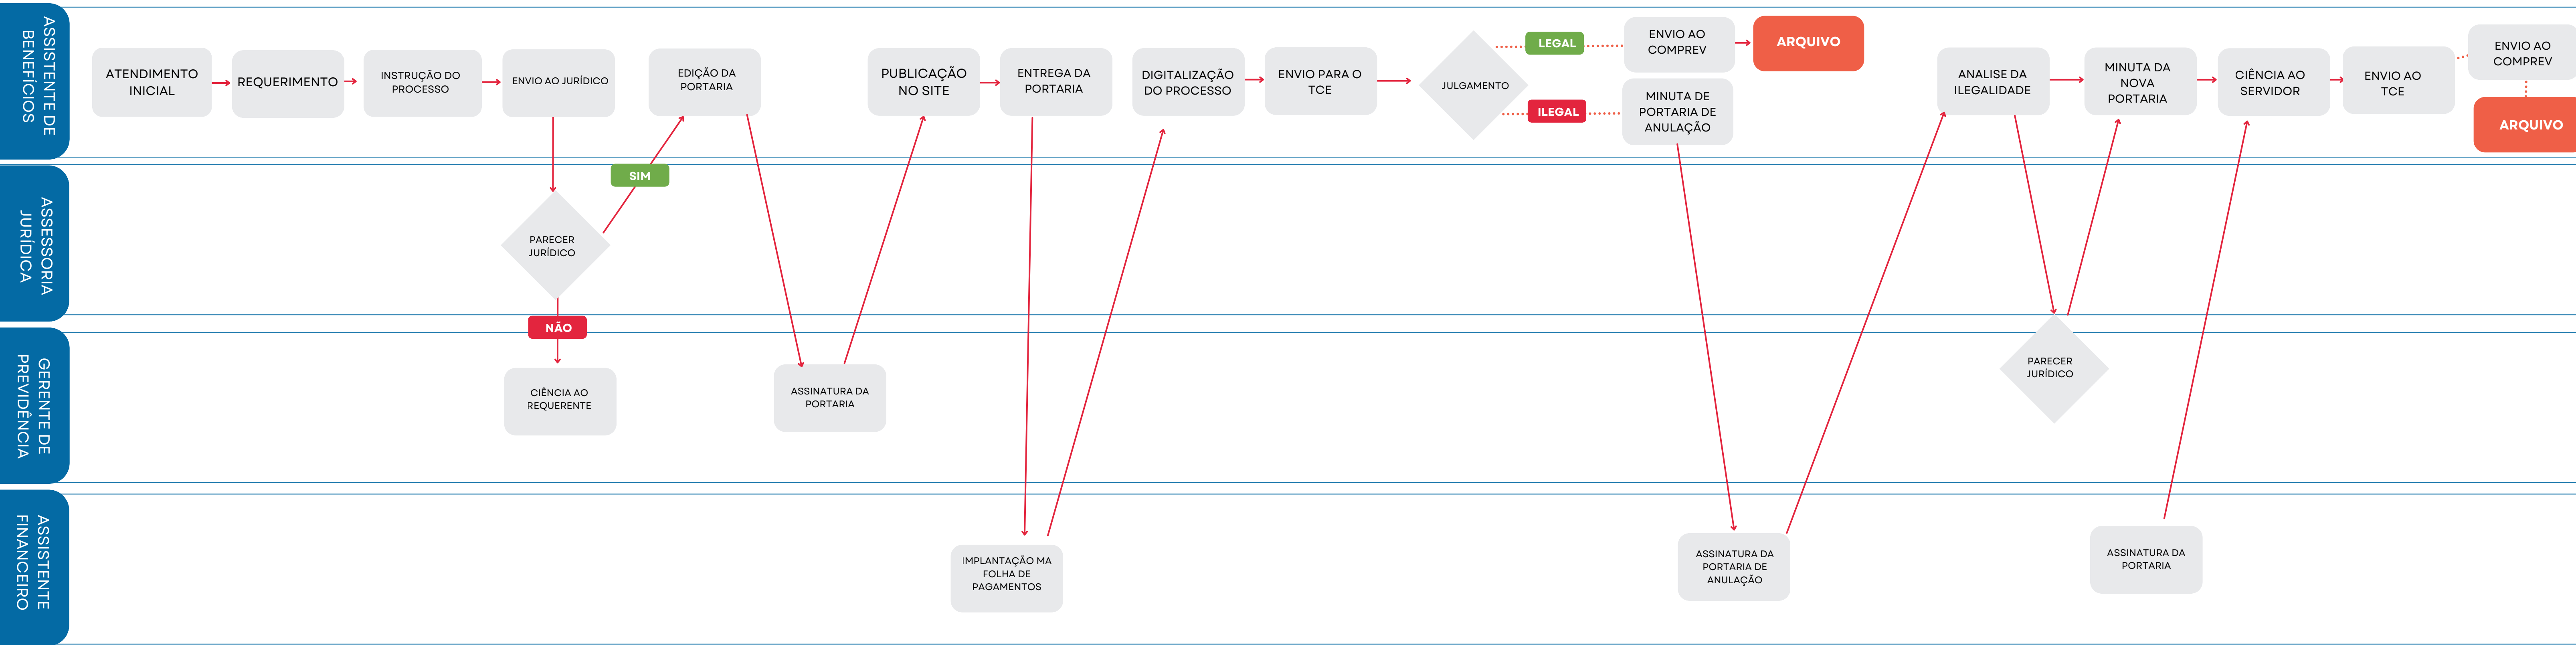 ASSISTENTE DE
BENEFÍCIOS
ATENDIMENTO
INICIAL
REQUERIMENTO
INSTRUÇÃO DO
PROCESSO
ENVIO AO JURÍDICO
EDIÇÃO DA
PORTARIA
PUBLICAÇÃO
NO SITE
ENTREGA DA
PORTARIA
DIGITALIZAÇÃO
DO PROCESSO
ENVIO PARA O
TCE
JULGAMENTO
LEGAL
ENVIO AO
COMPREV
ARQUIVO
ILEGAL
MINUTA DE
PORTARIA DE
ANULAÇÃO
ANALISE DA
ILEGALIDADE
MINUTA DA
NOVA
PORTARIA
CIÊNCIA AO
SERVIDOR
ENVIO AO
TCE
ENVIO AO
COMPREV
ARQUIVO
ASSESSORIA
JURÍDICA
SIM
PARECER
JURÍDICO
NÃO
GERENTE DE
PREVIDÊNCIA
CIÊNCIA AO
REQUERENTE
ASSINATURA DA
PORTARIA
PARECER
JURÍDICO
ASSISTENTE
FINANCEIRO
IMPLANTAÇÃO MA
FOLHA DE
PAGAMENTOS
ASSINATURA DA
PORTARIA DE
ANULAÇÃO
ASSINATURA DA
PORTARIA